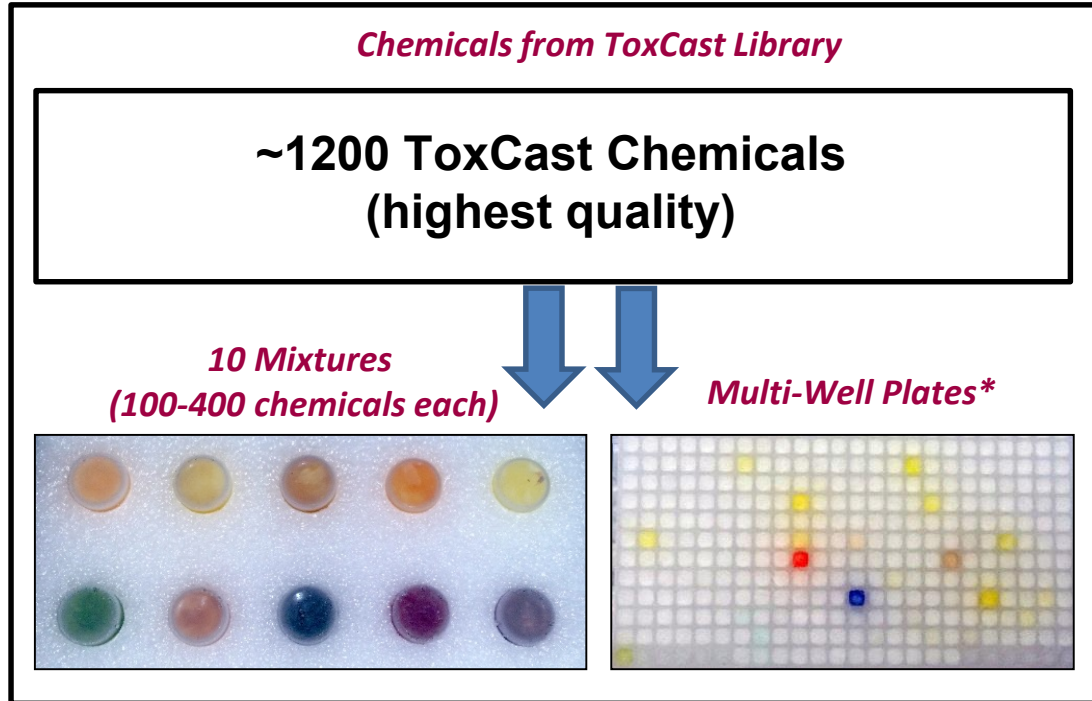 Chemicals from ToxCast Library
~1200 ToxCast Chemicals
(highest quality)
10 Mixtures
(100-400 chemicals each)
Multi-Well Plates*